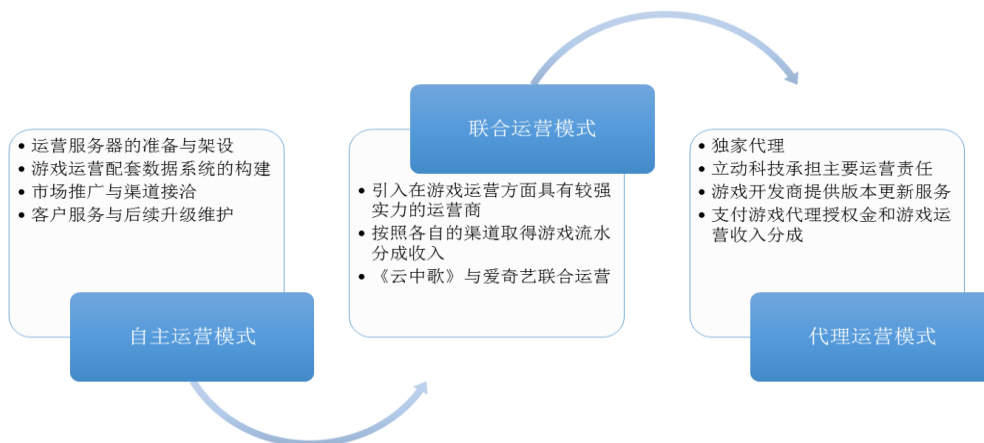 • 运营服务器的准备与架设
• 游戏运营配套数据系统的构建
• 市场推广与渠道接洽
• 客户服务与后续升级维护
自主运营模式
联合运营模式
• 引入在游戏运营方面具有较强
实力的运营商
• 按照各自的渠道取得游戏流水
分成收入
• 《云中歌》与爱奇艺联合运营
• 独家代理
• 立动科技承担主要运营责任
• 游戏开发商提供版本更新服务
• 支付游戏代理授权金和游戏运
营收入分成
代理运营模式